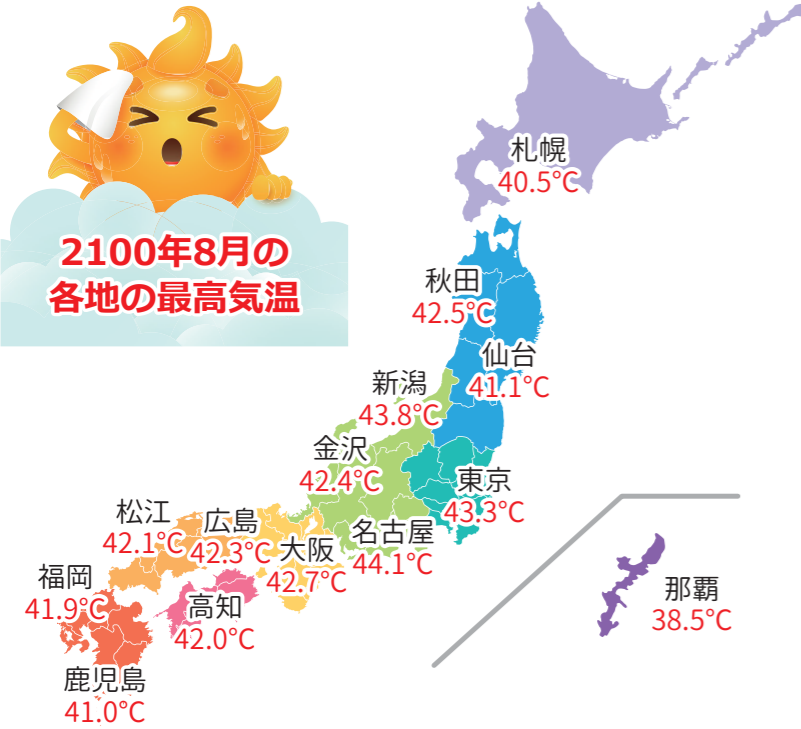 2100年8月の
各地の最高気温
札幌
40.5℃
秋田
42.5℃
仙台
41.1℃
新潟
43.8℃
金沢
42.4℃
東京
43.3℃
松江
42.1℃
広島
42.3℃
名古屋
44.1℃
大阪
42.7℃
福岡
41.9℃
高知
42.0℃
那覇
38.5℃
鹿児島
41.0℃